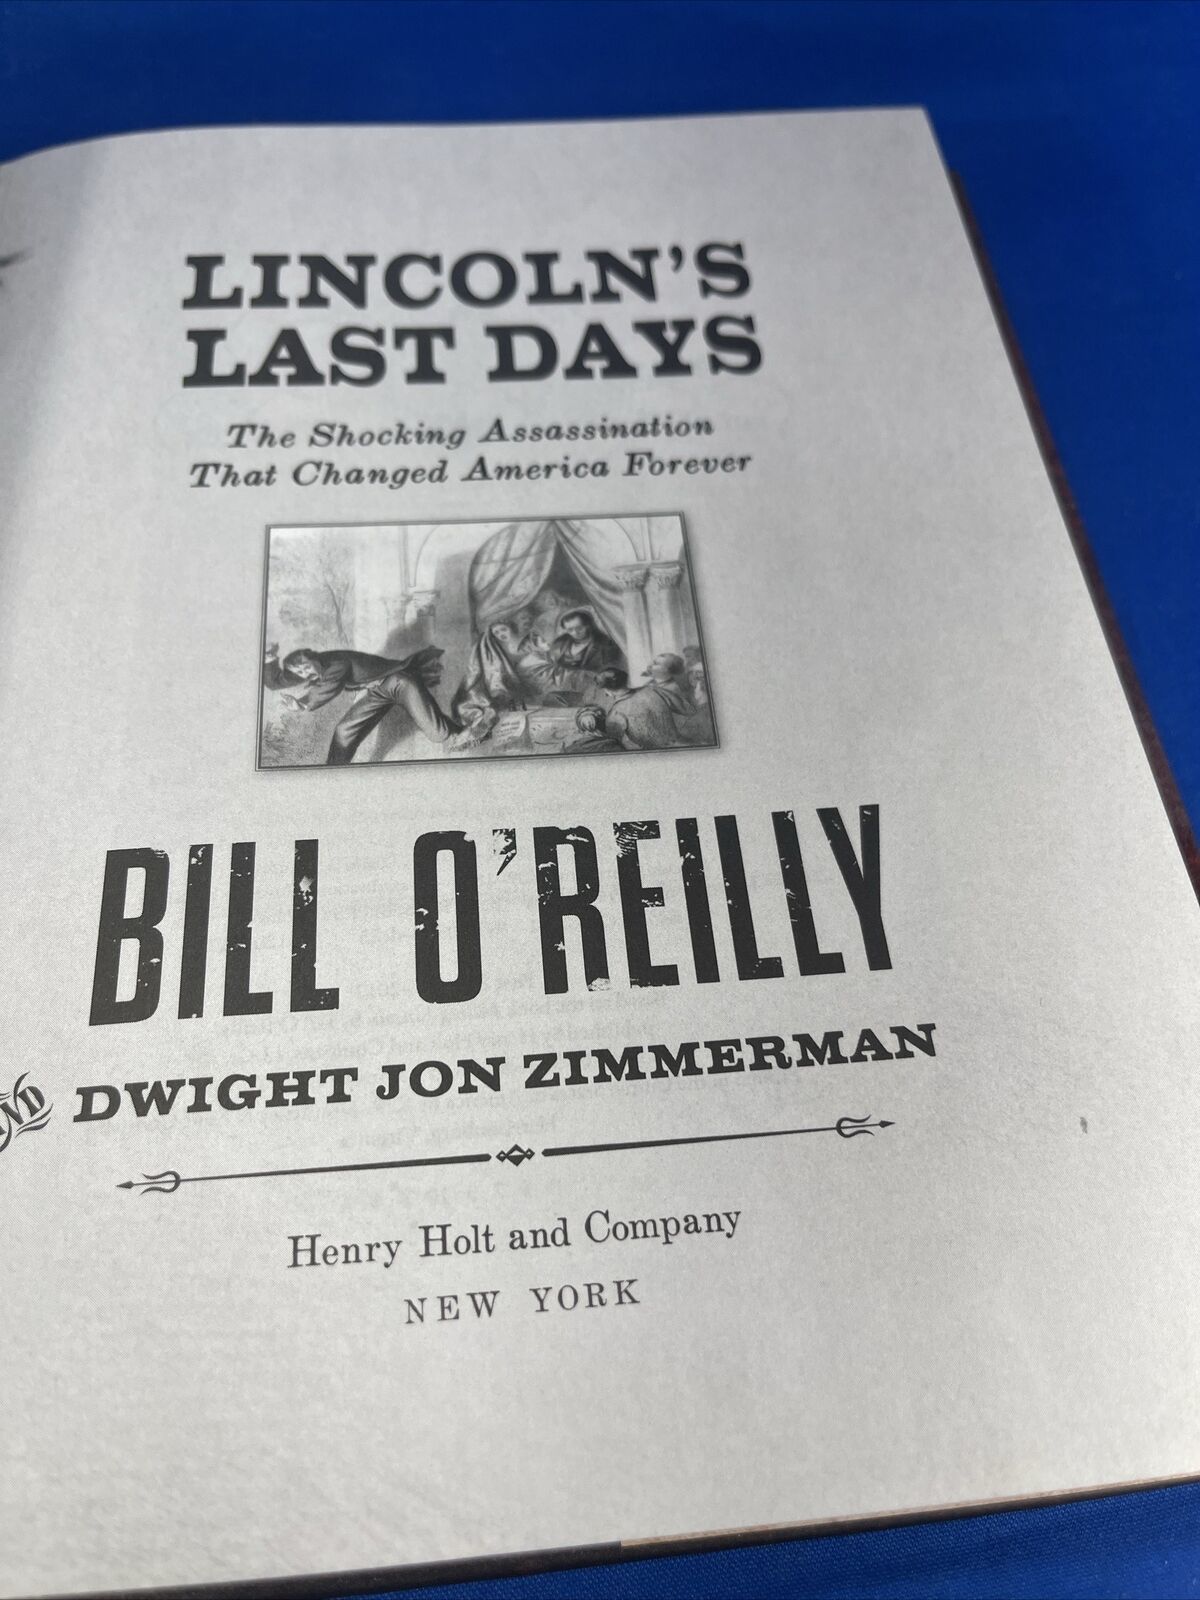 LINCOLN'S
LAST DAYS
The Shocking Assassination
That Changed America Forever
BILL O'REILLY
AND DWIGHT JON ZIMMERMAN
Henry Holt and Company
NEW YORK